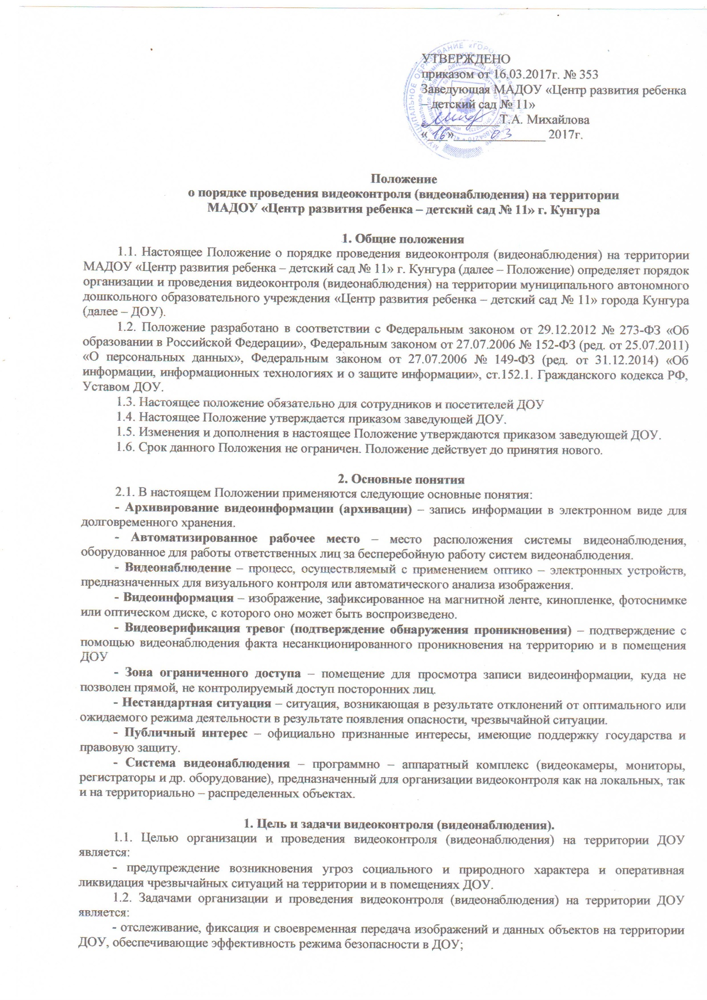 УТВЕРЖДЕНО
приказом от 16.03.2017г. № 353
Заведующая МАДОУ «Центр развития ребенка
– детский сад № 11»
____________Т.А. Михайлова
«_16_»______03______ 2017г.
Положение
о порядке проведения видеоконтроля (видеонаблюдения) на территории
МАДОУ «Центр развития ребенка – детский сад № 11» г. Кунгура
1. Общие положения
1.1. Настоящее Положение о порядке проведения видеоконтроля (видеонаблюдения) на территории
МАДОУ «Центр развития ребенка – детский сад № 11» г. Кунгура (далее – Положение) определяет порядок
организации и проведения видеоконтроля (видеонаблюдения) на территории муниципального автономного
дошкольного образовательного учреждения «Центр развития ребенка – детский сад № 11» города Кунгура
(далее – ДОУ).
1.2. Положение разработано в соответствии с Федеральным законом от 29.12.2012 № 273-ФЗ «Об
образовании в Российской Федерации», Федеральным законом от 27.07.2006 № 152-ФЗ (ред. от 25.07.2011)
«О персональных данных», Федеральным законом от 27.07.2006 № 149-ФЗ (ред. от 31.12.2014) «Об
информации, информационных технологиях и о защите информации», ст.152.1. Гражданского кодекса РФ,
Уставом ДОУ.
1.3. Настоящее положение обязательно для сотрудников и посетителей ДОУ
1.4. Настоящее Положение утверждается приказом заведующей ДОУ.
1.5. Изменения и дополнения в настоящее Положение утверждаются приказом заведующей ДОУ.
1.6. Срок данного Положения не ограничен. Положение действует до принятия нового.
2. Основные понятия
2.1. В настоящем Положении применяются следующие основные понятия:
- Архивирование видеоинформации (архивации) – запись информации в электронном виде для
долговременного хранения.
- Автоматизированное рабочее место – место расположения системы видеонаблюдения,
оборудованное для работы ответственных лиц за бесперебойную работу систем видеонаблюдения.
- Видеонаблюдение – процесс, осуществляемый с применением оптико – электронных устройств,
предназначенных для визуального контроля или автоматического анализа изображения.
- Видеоинформация – изображение, зафиксированное на магнитной ленте, кинопленке, фотоснимке
или оптическом диске, с которого оно может быть воспроизведено.
- Видеоверификация тревог (подтверждение обнаружения проникновения) – подтверждение с
помощью видеонаблюдения факта несанкционированного проникновения на территорию и в помещения
ДОУ
- Зона ограниченного доступа – помещение для просмотра записи видеоинформации, куда не
позволен прямой, не контролируемый доступ посторонних лиц.
- Нестандартная ситуация – ситуация, возникающая в результате отклонений от оптимального или
ожидаемого режима деятельности в результате появления опасности, чрезвычайной ситуации.
- Публичный интерес – официально признанные интересы, имеющие поддержку государства и
правовую защиту.
- Система видеонаблюдения – программно – аппаратный комплекс (видеокамеры, мониторы,
регистраторы и др. оборудование), предназначенный для организации видеоконтроля как на локальных, так
и на территориально – распределенных объектах.
1. Цель и задачи видеоконтроля (видеонаблюдения).
1.1. Целью организации и проведения видеоконтроля (видеонаблюдения) на территории ДОУ
является:
- предупреждение возникновения угроз социального и природного характера и оперативная
ликвидация чрезвычайных ситуаций на территории и в помещениях ДОУ.
1.2. Задачами организации и проведения видеоконтроля (видеонаблюдения) на территории ДОУ
является:
- отслеживание, фиксация и своевременная передача изображений и данных объектов на территории
ДОУ, обеспечивающие эффективность режима безопасности в ДОУ;